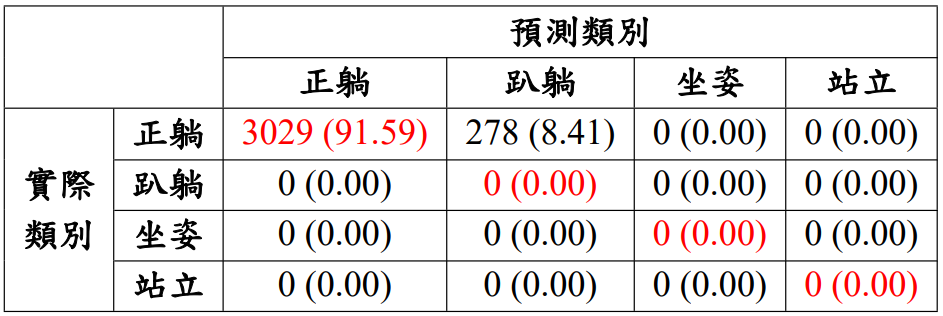 預測類別
正躺 趴躺 坐姿 站立
實際類別 正躺 3029 (91.59) 278 (8.41) 0 (0.00) 0 (0.00)
趴躺 0 (0.00) 0 (0.00) 0 (0.00) 0 (0.00)
坐姿 0 (0.00) 0 (0.00) 0 (0.00) 0 (0.00)
站立 0 (0.00) 0 (0.00) 0 (0.00) 0 (0.00)